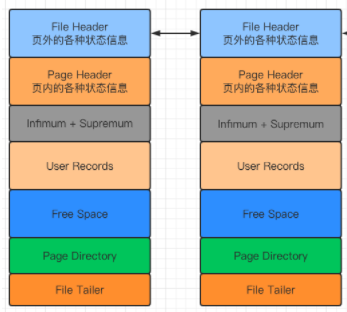 File Header
页外的各种状态信息
Page Header
页内的各种状态信息
Infimum + Supremum
User Records
Free Space
Page Directory
File Tailer
File Header
页外的各种状态信息
Page Header
页内的各种状态信息
Infimum + Supremum
User Records
Free Space
Page Directory
File Tailer